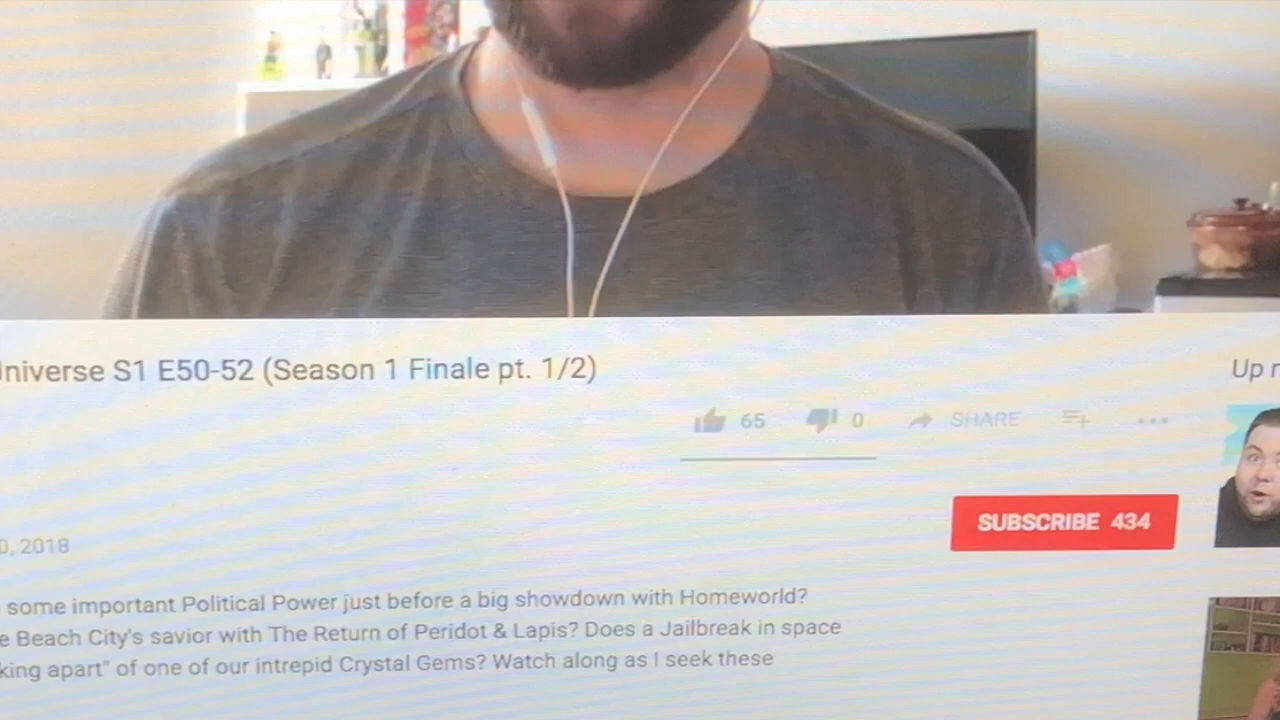 Universe S1 E50-52 (Season 1 Finale pt. 1/2)
Up
65 0 SHARE
SUBSCRIBE 434
0, 2018
some important Political Power just before a big showdown with Homeworld?
e Beach City's savior with The Return of Peridot & Lapis? Does a Jailbreak in space
king apart" of one of our intrepid Crystal Gems? Watch along as I seek these